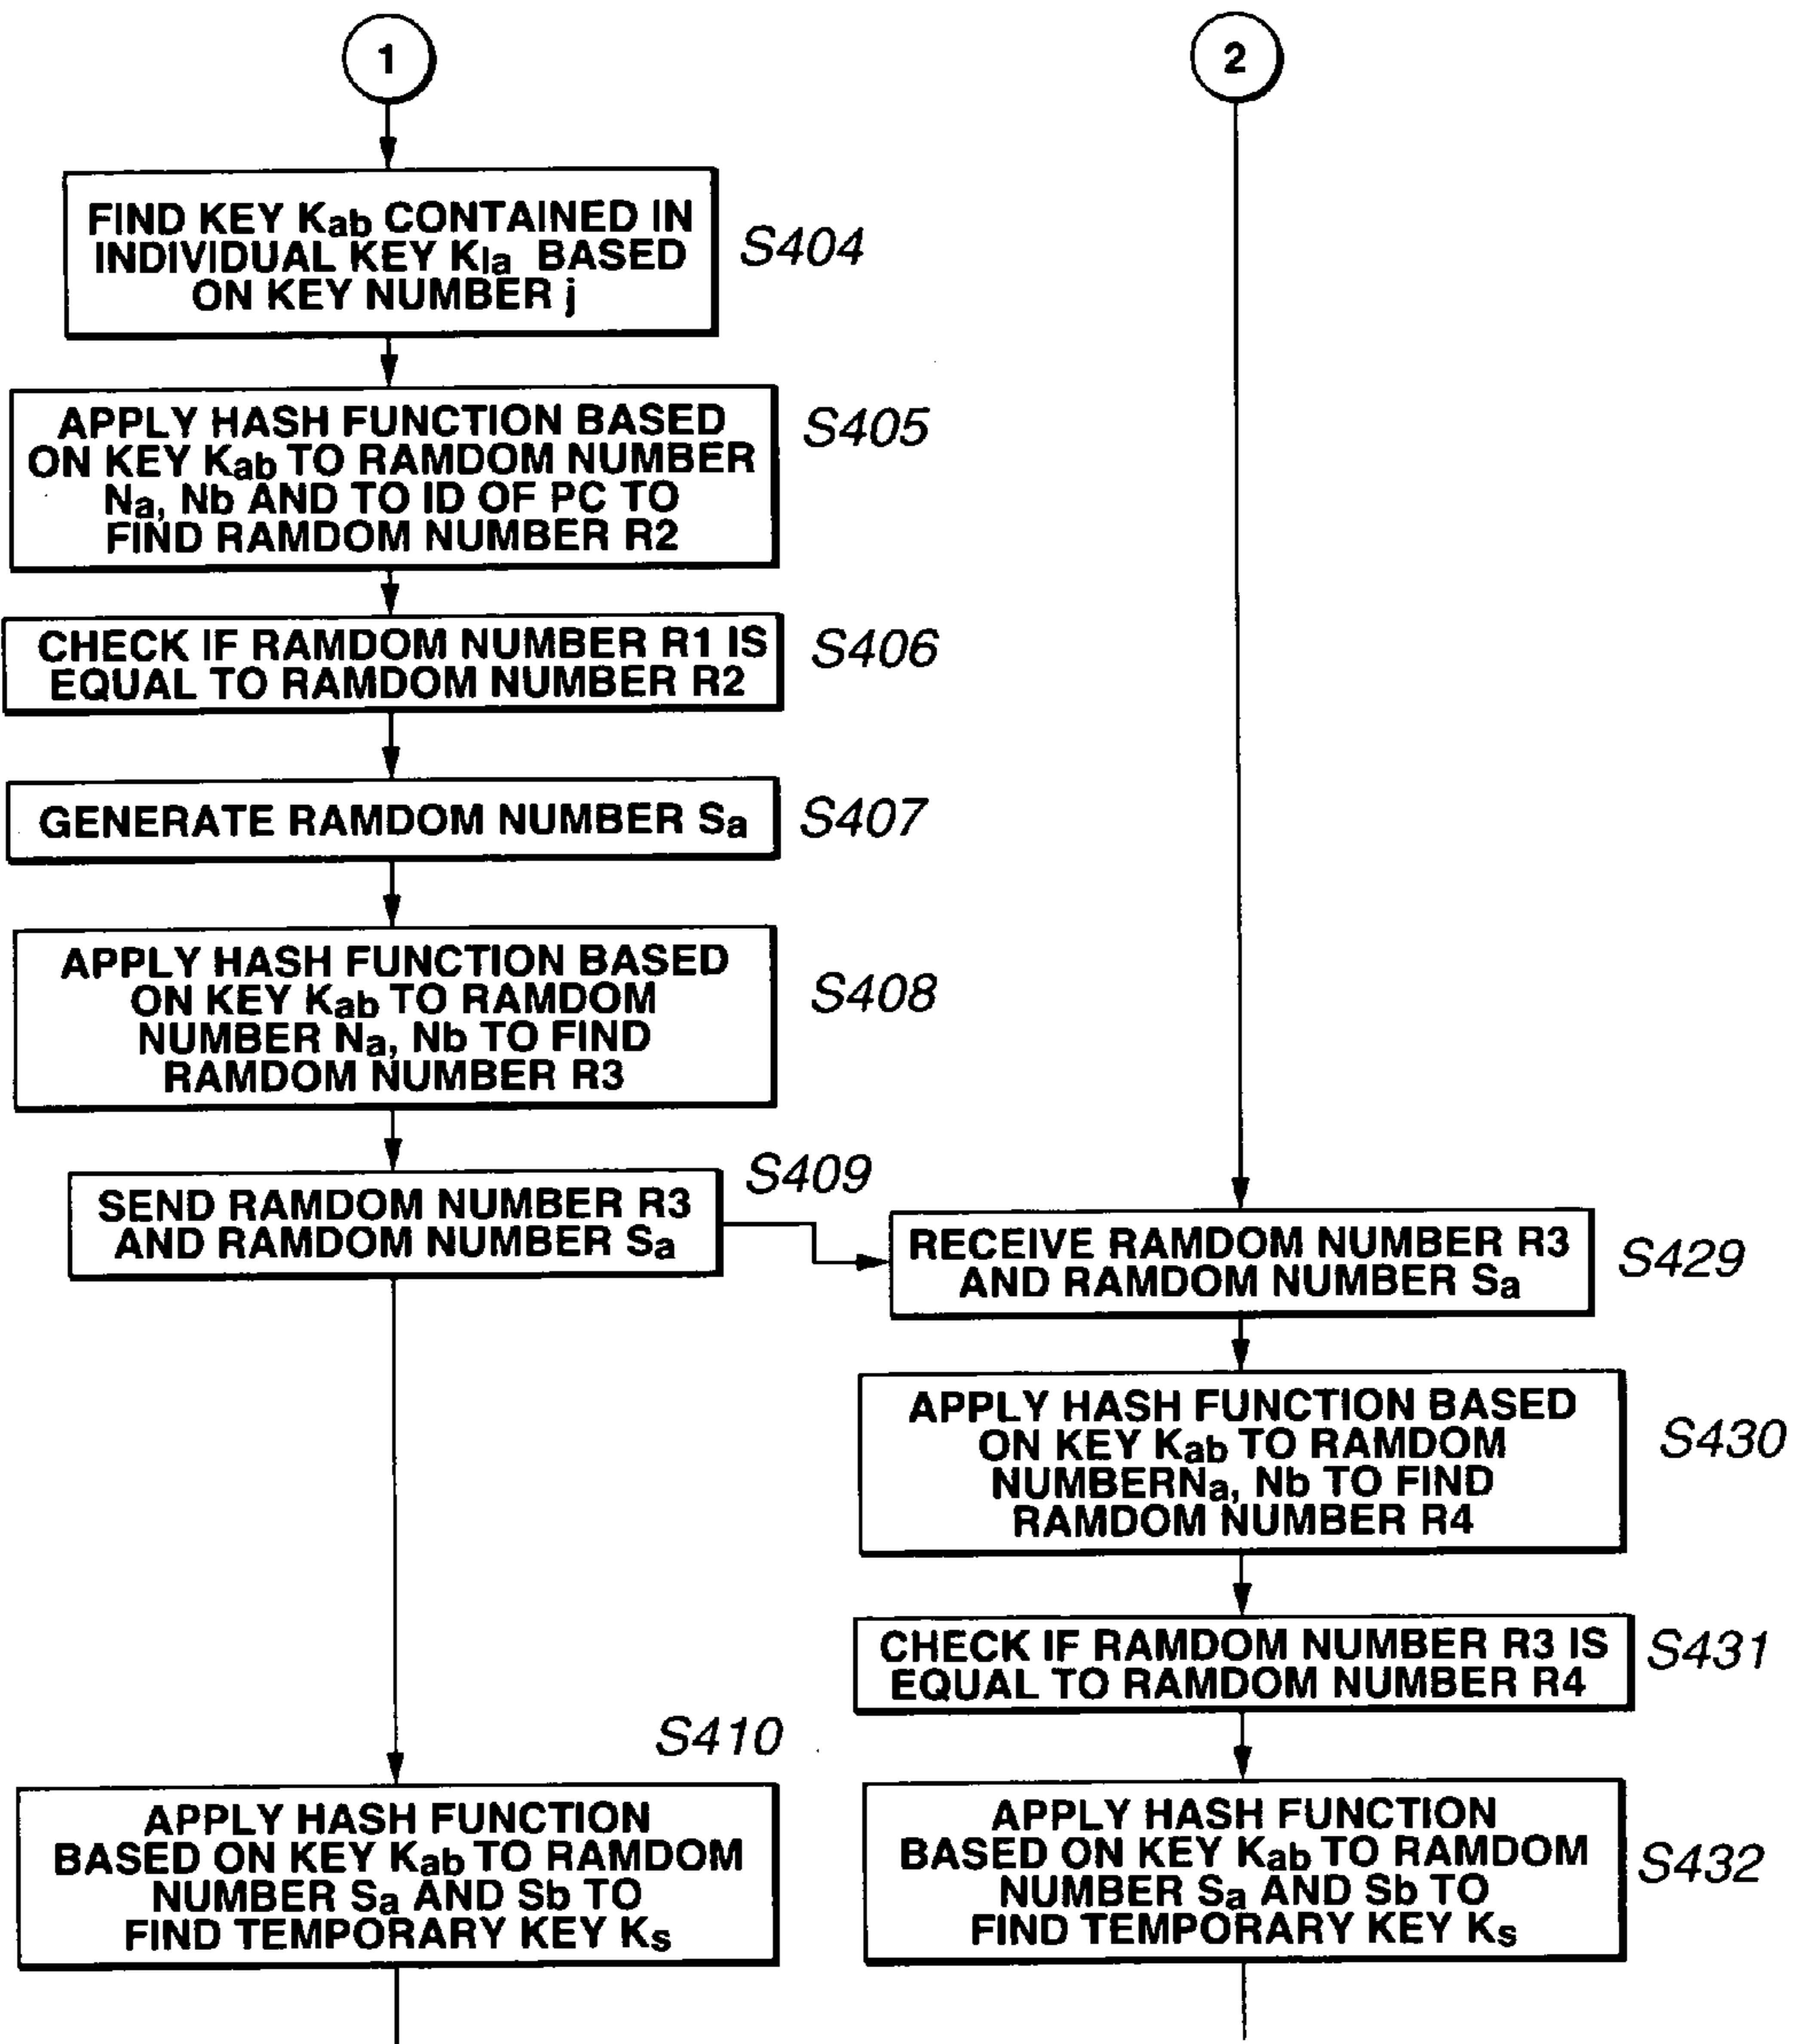 1
2
FIND KEY Kab CONTAINED IN
INDIVIDUAL KEY KIa BASED
ON KEY NUMBER j
S404
APPLY HASH FUNCTION BASED
ON KEY Kab TO RAMDOM NUMBER
Na, Nb AND TO ID OF PC TO
FIND RAMDOM NUMBER R2
S405
CHECK IF RAMDOM NUMBER R1 IS
EQUAL TO RAMDOM NUMBER R2
S406
GENERATE RAMDOM NUMBER Sa
S407
APPLY HASH FUNCTION BASED
ON KEY Kab TO RAMDOM
NUMBER Na, Nb TO FIND
RAMDOM NUMBER R3
S408
SEND RAMDOM NUMBER R3
AND RAMDOM NUMBER Sa
S409
RECEIVE RAMDOM NUMBER R3
AND RAMDOM NUMBER Sa
S429
APPLY HASH FUNCTION BASED
ON KEY Kab TO RAMDOM
NUMBERNa, Nb TO FIND
RAMDOM NUMBER R4
S430
CHECK IF RAMDOM NUMBER R3 IS
EQUAL TO RAMDOM NUMBER R4
S431
S410
APPLY HASH FUNCTION
BASED ON KEY Kab TO RAMDOM
NUMBER Sa AND Sb TO
FIND TEMPORARY KEY Ks
APPLY HASH FUNCTION
BASED ON KEY Kab TO RAMDOM
NUMBER Sa AND Sb TO
FIND TEMPORARY KEY Ks
S432